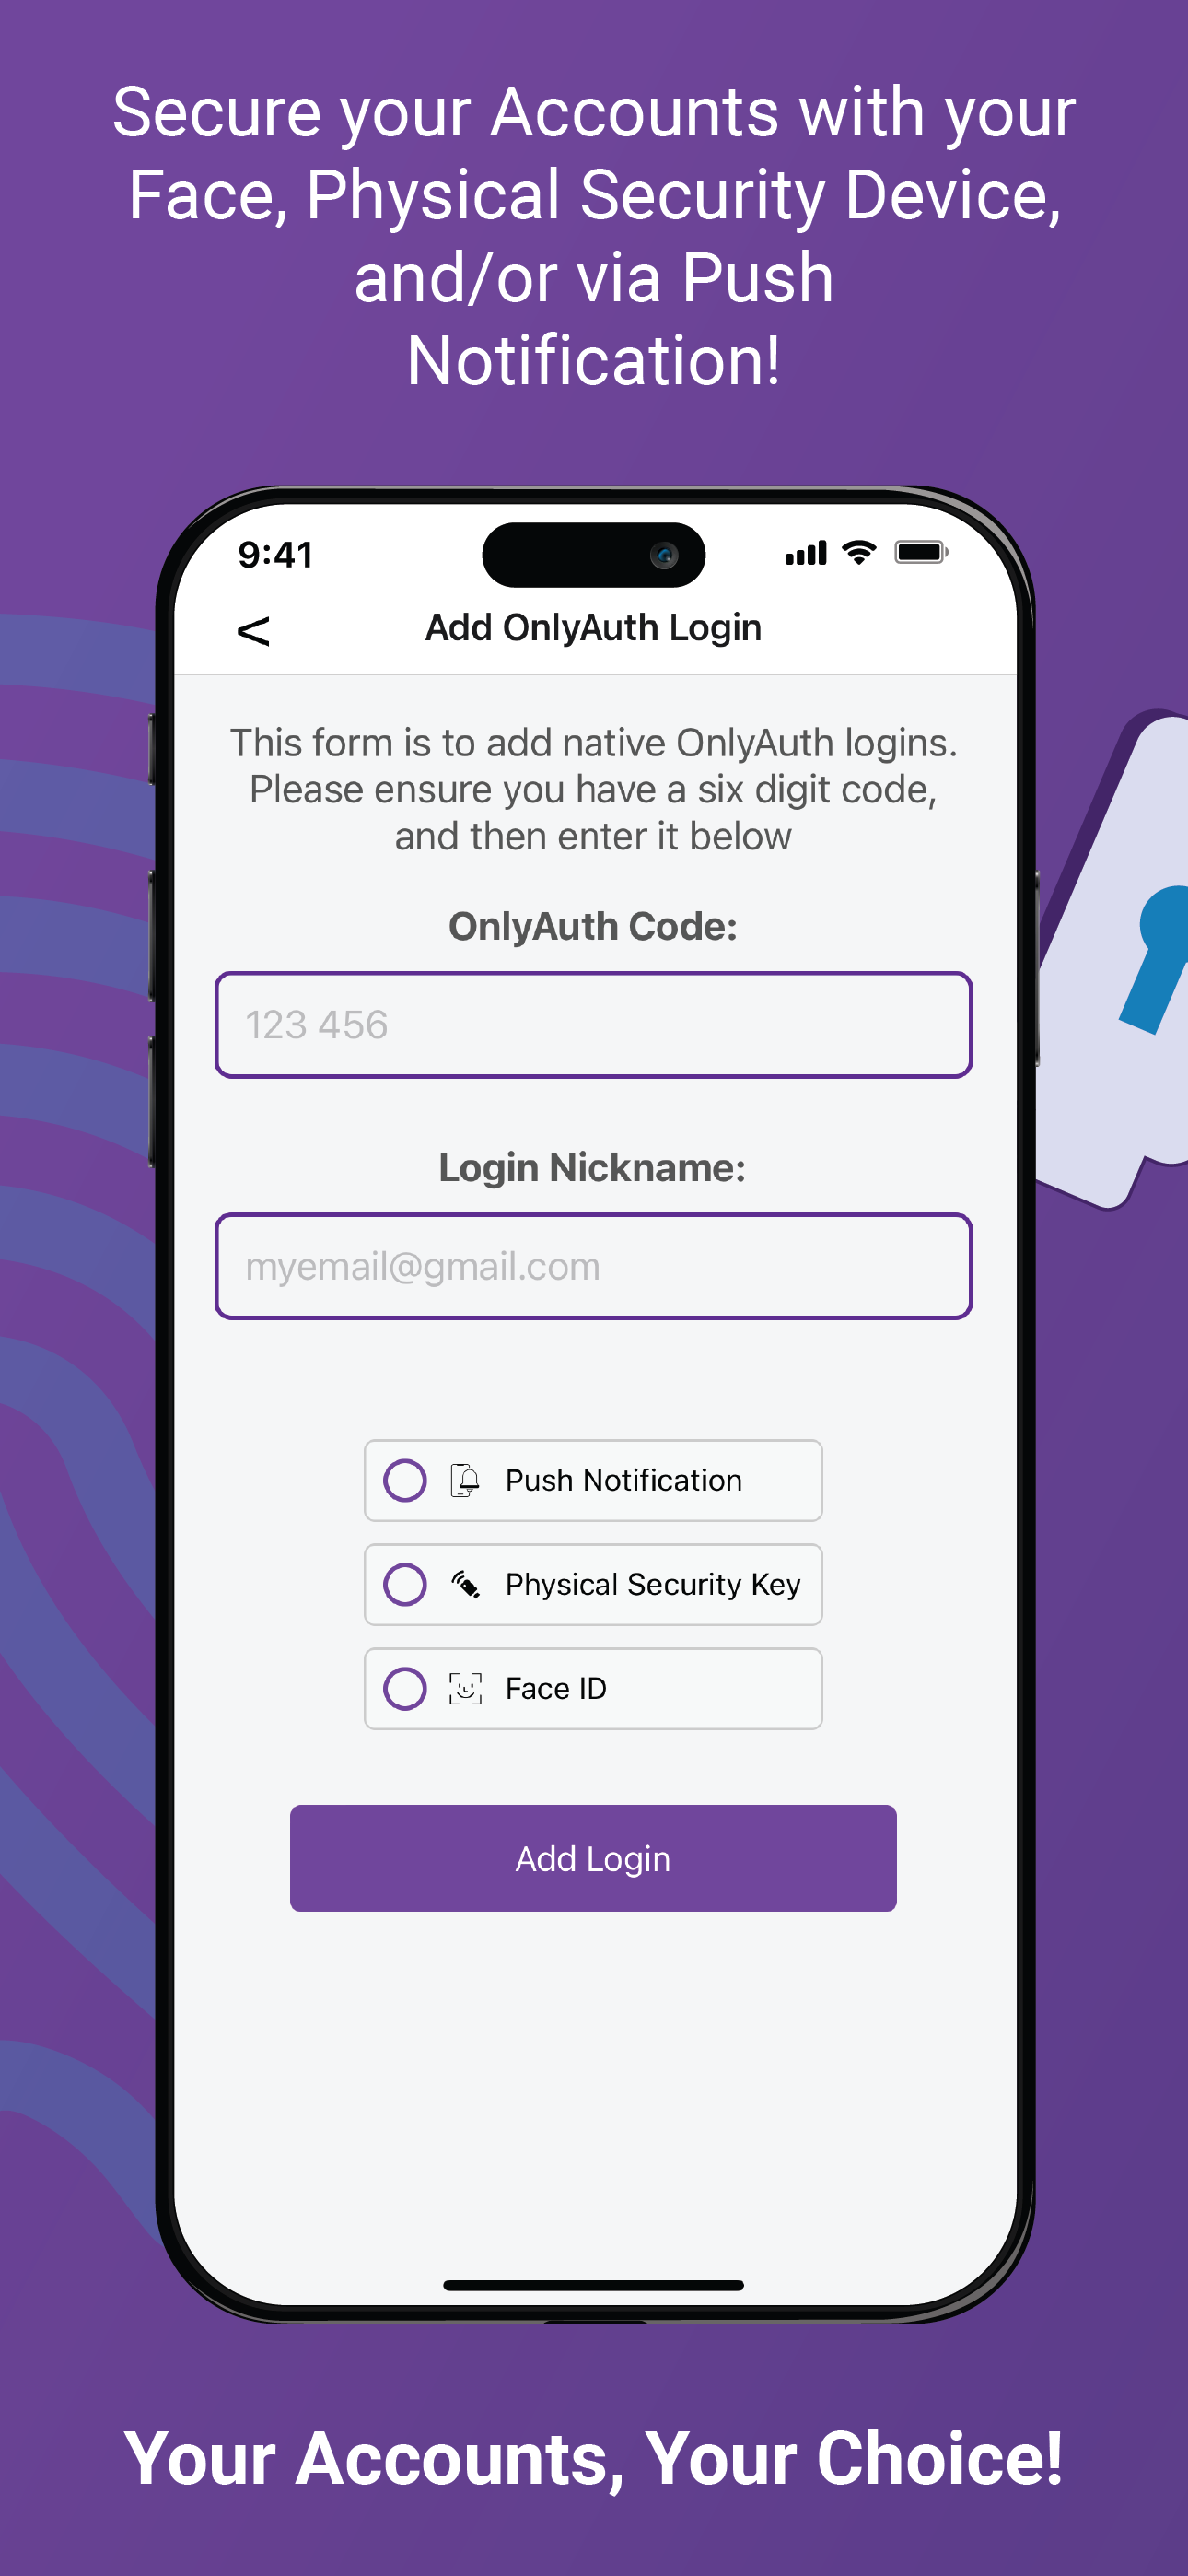 Secure your Accounts with your
Face, Physical Security Device,
and/or via Push
Notification!
9:41
< Add OnlyAuth Login
This form is to add native OnlyAuth logins.
Please ensure you have a six digit code,
and then enter it below
OnlyAuth Code:
123 456
Login Nickname:
myemail@gmail.com
Push Notification
Physical Security Key
Face ID
Add Login
Your Accounts, Your Choice!